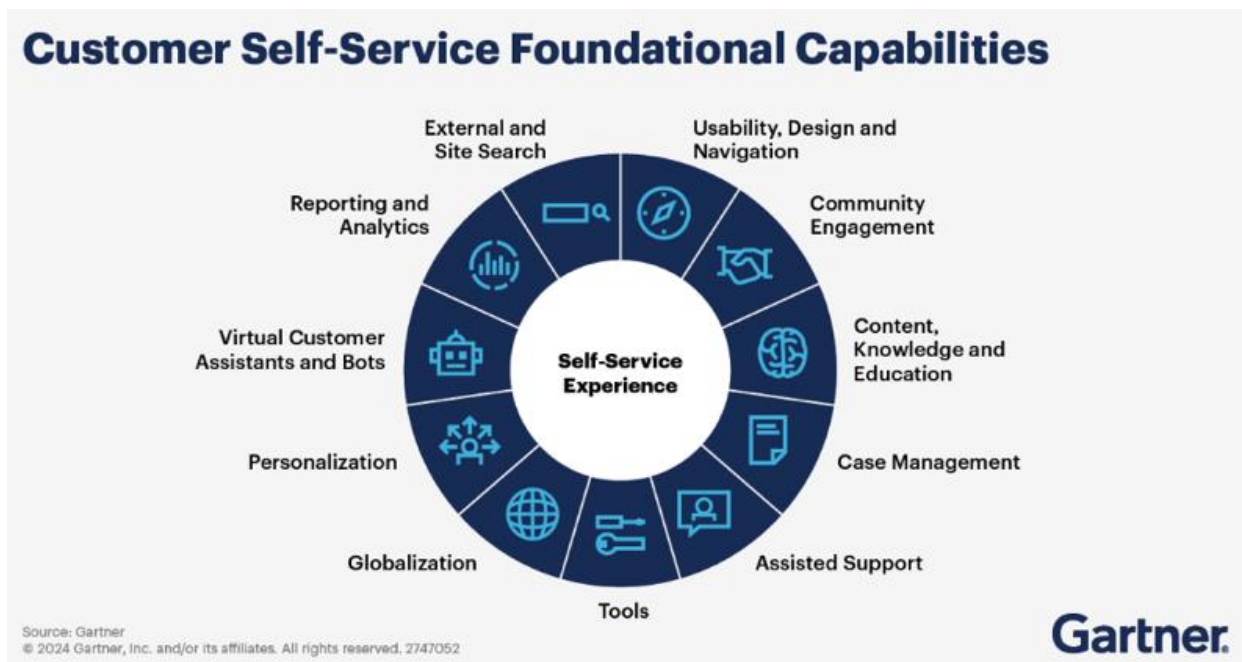 Customer Self-Service Foundational Capabilities
External and
Site Search
Usability, Design and
Navigation
Reporting and
Analytics
Community
Engagement
Virtual Customer
Assistants and Bots
Self-Service
Experience
Content,
Knowledge and
Education
Personalization
Case Management
Globalization
Assisted Support
Tools
Source: Gartner
© 2024 Gartner, Inc. and/or its affiliates. All rights reserved. 2747052
Gartner.